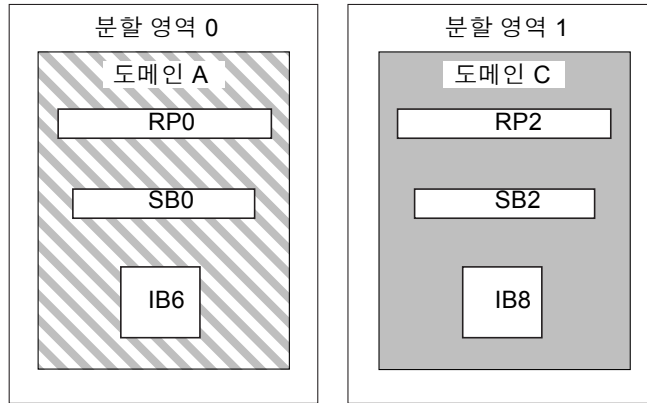 분할 영역 0
도메인 A
RP0
SB0
IB6
분할 영역 1
도메인 C
RP2
SB2
IB8